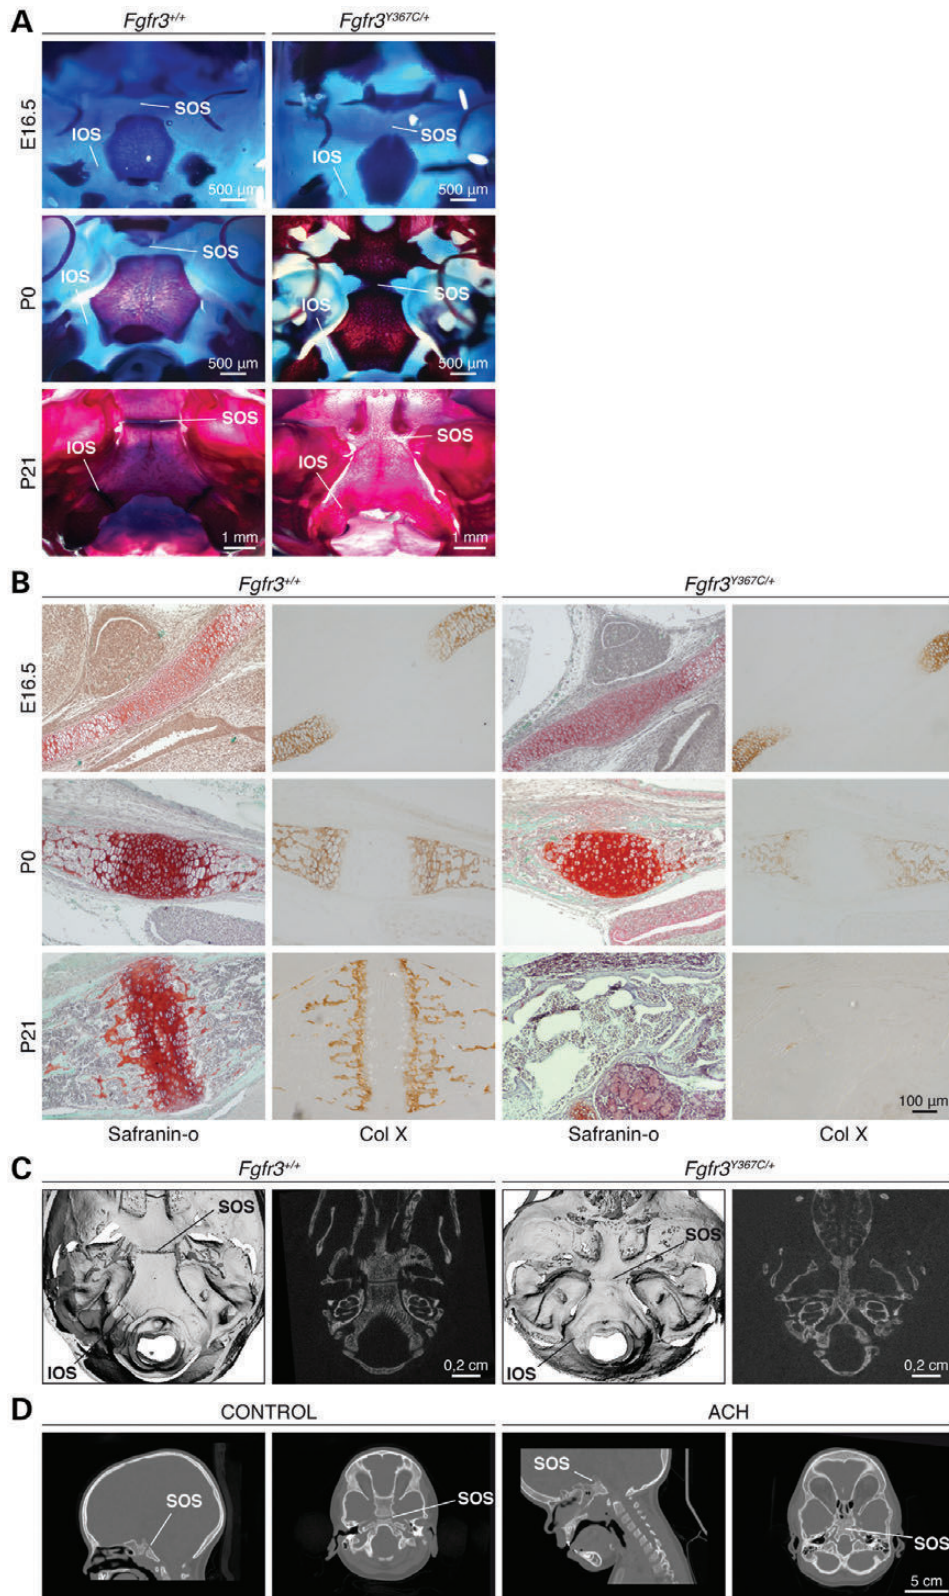 A
Fgfr3+/+
Fgfr3Y367C/+
E16.5
SOS
IOS
500 µm
SOS
IOS
500 µm
P0
SOS
IOS
500 µm
SOS
IOS
500 µm
P21
SOS
IOS
1 mm
SOS
IOS
1 mm
B
Fgfr3+/+
Fgfr3Y367C/+
E16.5
P0
P21
100 µm
Safranin-o
Col X
Safranin-o
Col X
C
Fgfr3+/+
Fgfr3Y367C/+
SOS
IOS
0,2 cm
SOS
IOS
0,2 cm
D
CONTROL
ACH
SOS
SOS
SOS
SOS
5 cm